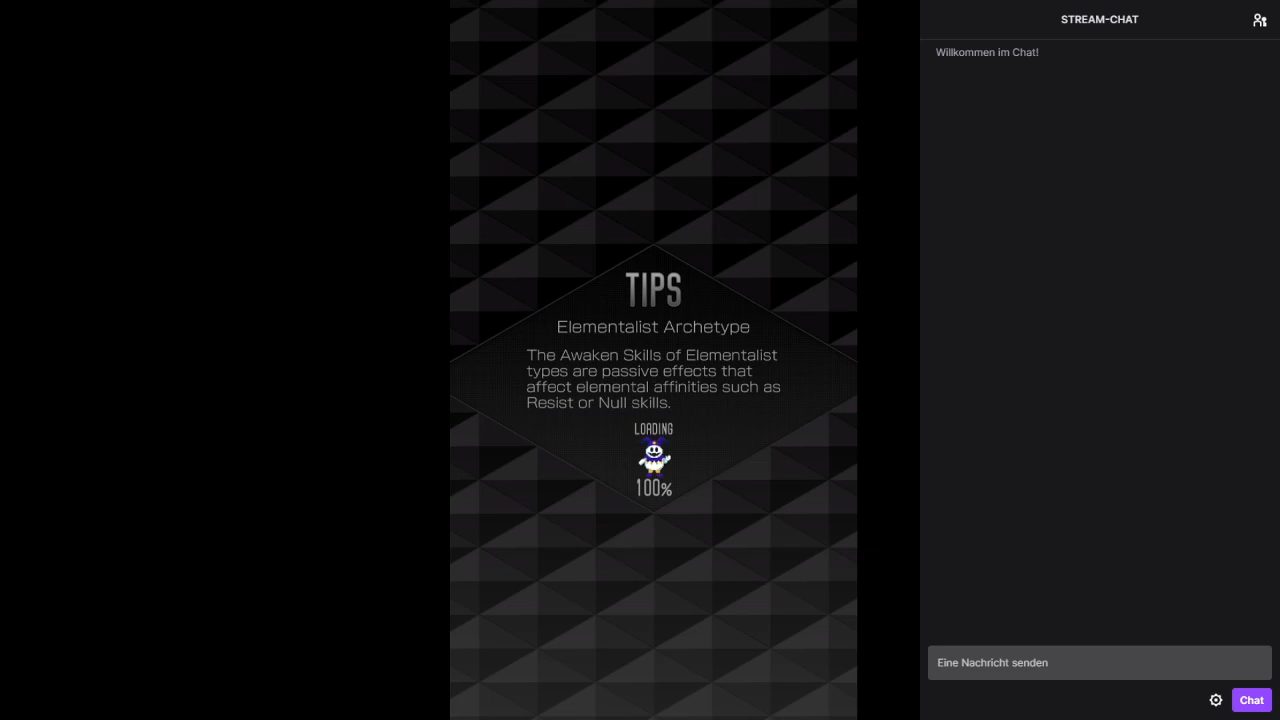 STREAM-CHAT
Willkommen im Chat!
TIPS
Elementalist Archetype
The Awaken Skills of Elementalist
types are passive effects that
affect elemental affinities such as
Resist or Null skills.
LOADING
100%
Eine Nachricht senden
Chat